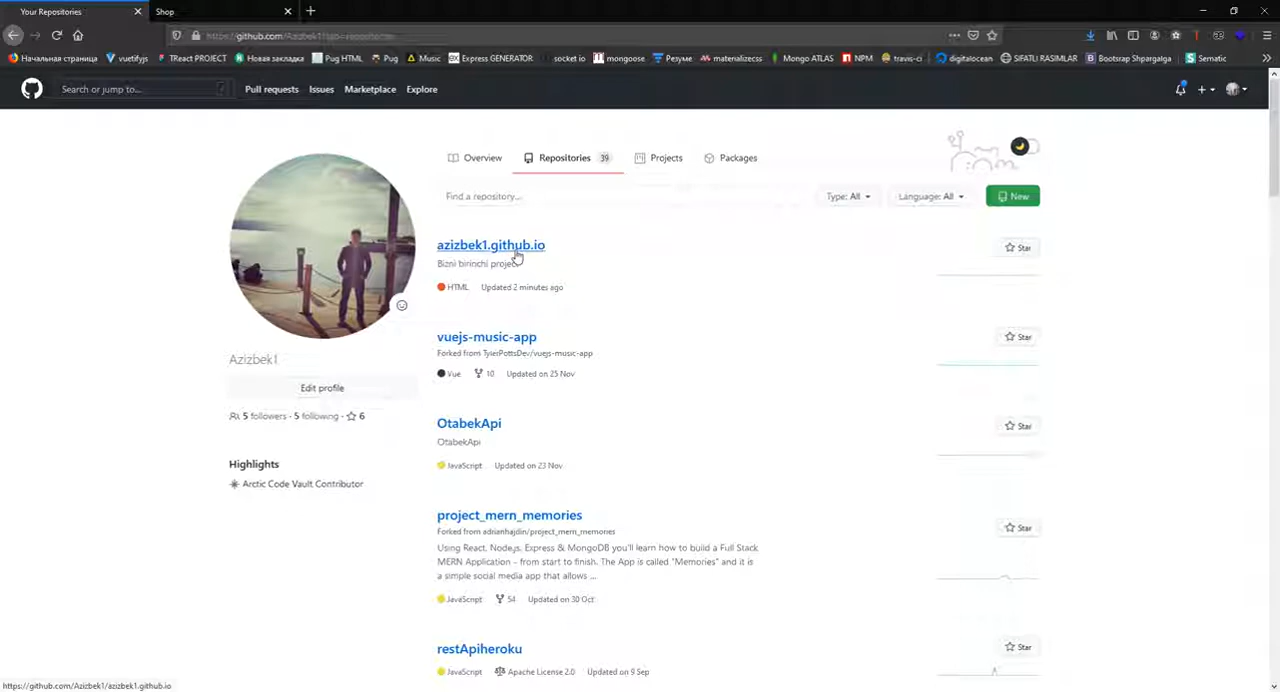 Your Repositories
Shop
https://github.com/Azizbek1?tab=repositories
Начальная страница vuetifyjs TReact PROJECT Новая закладка Pug HTML Pug Music Express GENERATOR socket io mongoose Резуме materializecss Mongo ATLAS NPM travis-ci digitalocean SIFATLI RASIMLAR Bootsrap Shpargalga Sematic
Search or jump to... /
Pull requests Issues Marketplace Explore
Overview Repositories 39 Projects Packages
Find a repository... Type: All Language: All New
azizbek1.github.io
Star
Bizni birinchi project
HTML Updated 2 minutes ago
vuejs-music-app
Star
Forked from TylerPottsDev/vuejs-music-app
Vue 10 Updated on 25 Nov
Azizbek1
Edit profile
5 followers · 5 following · 6
Highlights
Arctic Code Vault Contributor
OtabekApi
Star
OtabekApi
JavaScript Updated on 23 Nov
project_mern_memories
Star
Forked from adrianhajdin/project_mern_memories
Using React, Node.js, Express & MongoDB you'll learn how to build a Full Stack
MERN Application - from start to finish. The App is called "Memories" and it is
a simple social media app that allows ...
JavaScript 54 Updated on 30 Oct
restApiheroku
Star
JavaScript Apache License 2.0 Updated on 9 Sep
https://github.com/Azizbek1/azizbek1.github.io